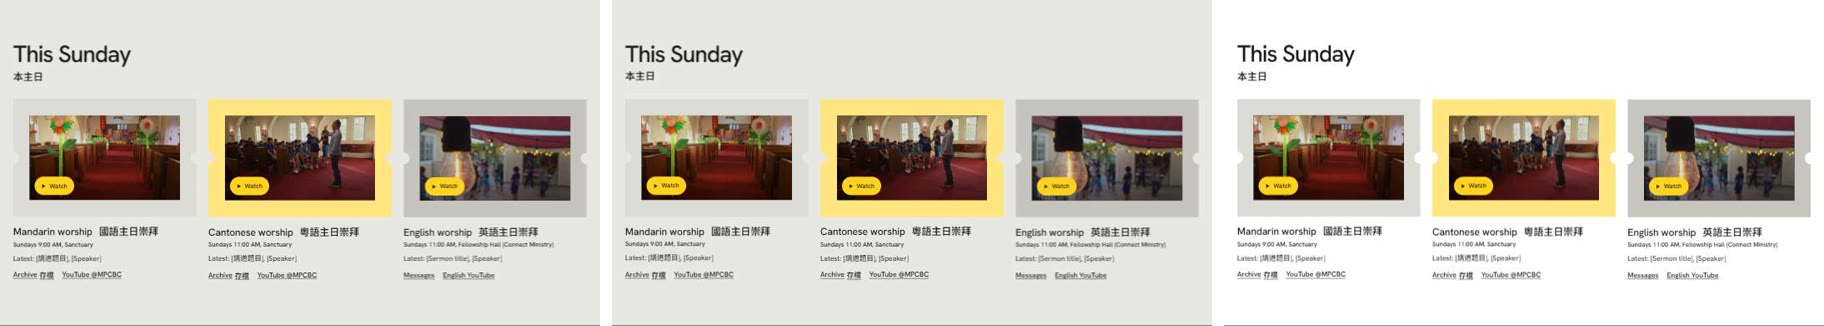 This Sunday
本主日
Watch
Watch
Watch
Mandarin worship 國語主日崇拜
Sundays 9:00 AM, Sanctuary
Latest: [講道題目], [Speaker]
Archive 存檔 YouTube @MPCBC
Cantonese worship 粵語主日崇拜
Sundays 11:00 AM, Sanctuary
Latest: [講道題目], [Speaker]
Archive 存檔 YouTube @MPCBC
English worship 英語主日崇拜
Sundays 11:00 AM, Fellowship Hall (Connect Ministry)
Latest: [Sermon title], [Speaker]
Messages English YouTube
This Sunday
本主日
Watch
Watch
Watch
Mandarin worship 國語主日崇拜
Sundays 9:00 AM, Sanctuary
Latest: [講道題目], [Speaker]
Archive 存檔 YouTube @MPCBC
Cantonese worship 粵語主日崇拜
Sundays 11:00 AM, Sanctuary
Latest: [講道題目], [Speaker]
Archive 存檔 YouTube @MPCBC
English worship 英語主日崇拜
Sundays 11:00 AM, Fellowship Hall (Connect Ministry)
Latest: [Sermon title], [Speaker]
Messages English YouTube
This Sunday
本主日
Watch
Watch
Watch
Mandarin worship 國語主日崇拜
Sundays 9:00 AM, Sanctuary
Latest: [講道題目], [Speaker]
Archive 存檔 YouTube @MPCBC
Cantonese worship 粵語主日崇拜
Sundays 11:00 AM, Sanctuary
Latest: [講道題目], [Speaker]
Archive 存檔 YouTube @MPCBC
English worship 英語主日崇拜
Sundays 11:00 AM, Fellowship Hall (Connect Ministry)
Latest: [Sermon title], [Speaker]
Messages English YouTube